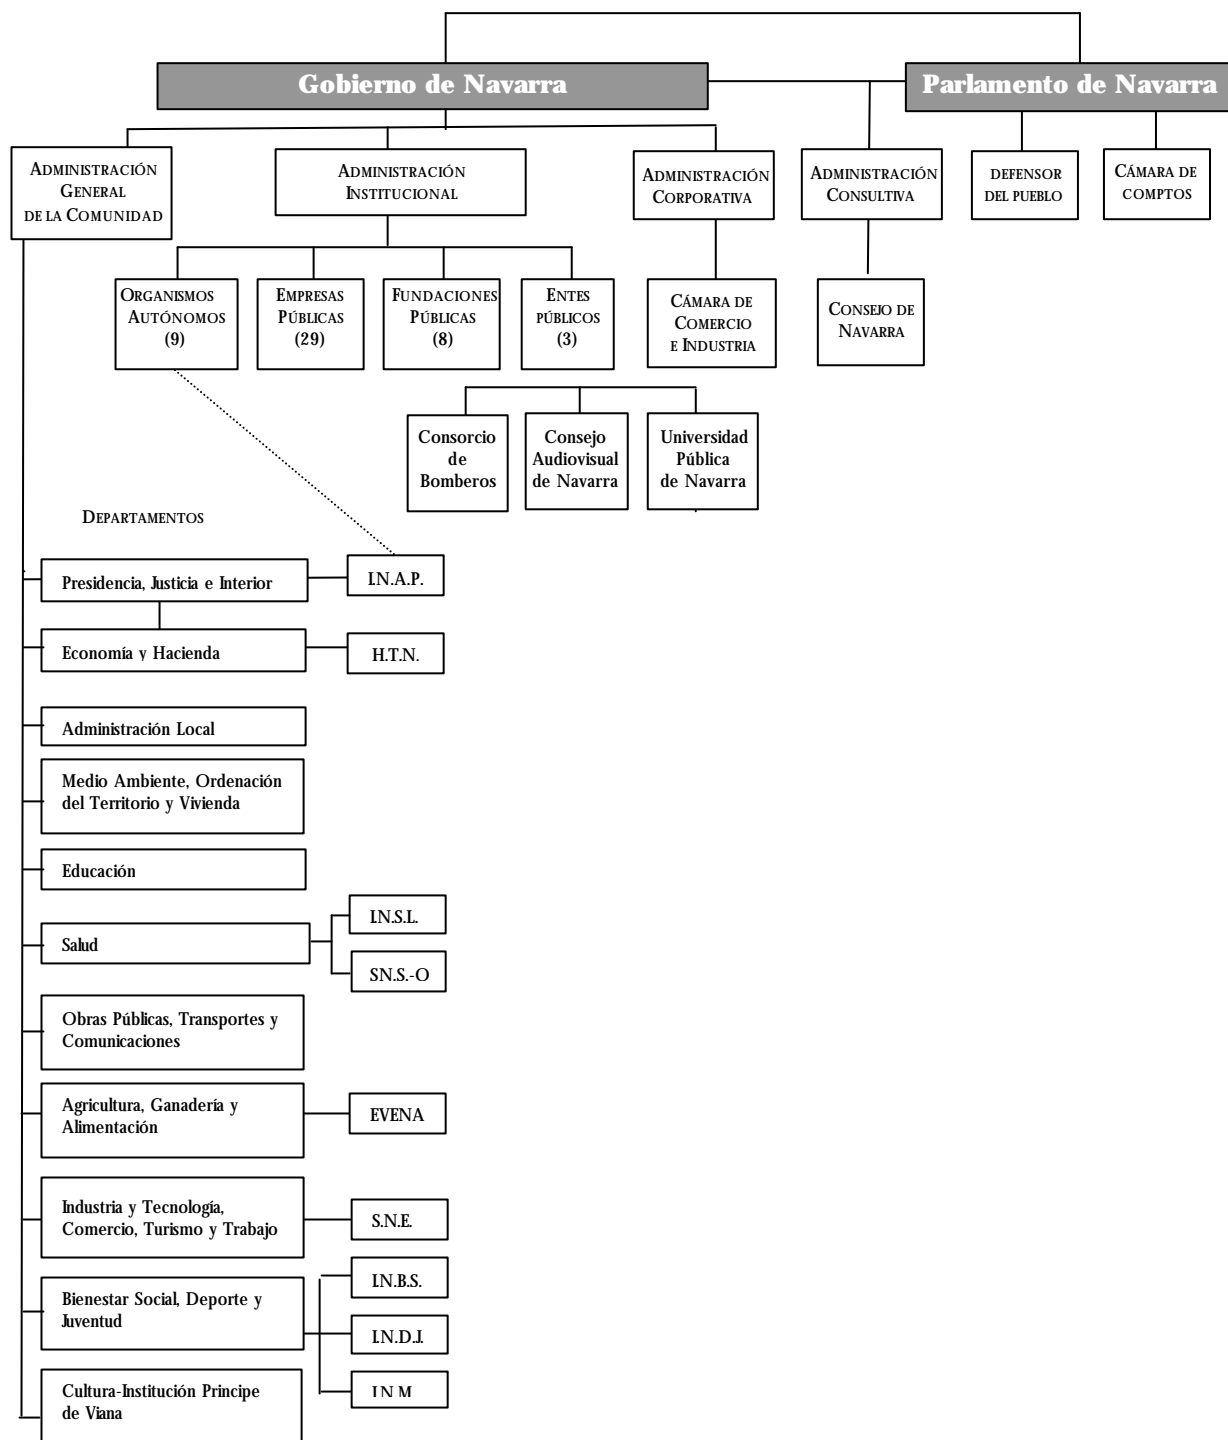 Gobierno de Navarra
Parlamento de Navarra
ADMINISTRACIÓN
GENERAL
DE LA COMUNIDAD
ADMINISTRACIÓN
INSTITUCIONAL
ADMINISTRACIÓN
CORPORATIVA
ADMINISTRACIÓN
CONSULTIVA
DEFENSOR
DEL PUEBLO
CÁMARA DE
COMPTOS
ORGANISMOS
AUTÓNOMOS
(9)
EMPRESAS
PÚBLICAS
(29)
FUNDACIONES
PÚBLICAS
(8)
ENTES
PÚBLICOS
(3)
CÁMARA DE
COMERCIO
E INDUSTRIA
CONSEJO DE
NAVARRA
Consorcio
de
Bomberos
Consejo
Audiovisual
de Navarra
Universidad
Pública
de Navarra
DEPARTAMENTOS
Presidencia, Justicia e Interior
I.N.A.P.
Economía y Hacienda
H.T.N.
Administración Local
Medio Ambiente, Ordenación
del Territorio y Vivienda
Educación
Salud
I.N.S.L.
SN.S.-O
Obras Públicas, Transportes y
Comunicaciones
Agricultura, Ganadería y
Alimentación
EVENA
Industria y Tecnología,
Comercio, Turismo y Trabajo
S.N.E.
Bienestar Social, Deporte y
Juventud
I.N.B.S.
I.N.D.J.
I.N.M
Cultura-Institución Principe
de Viana